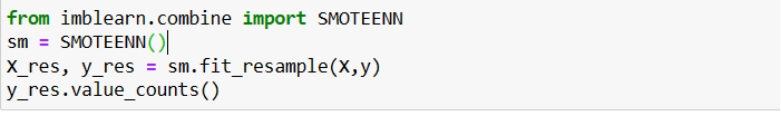 from imblearn.combine import SMOTEENN
sm = SMOTEENN()
X_res, y_res = sm.fit_resample(X,y)
y_res.value_counts()